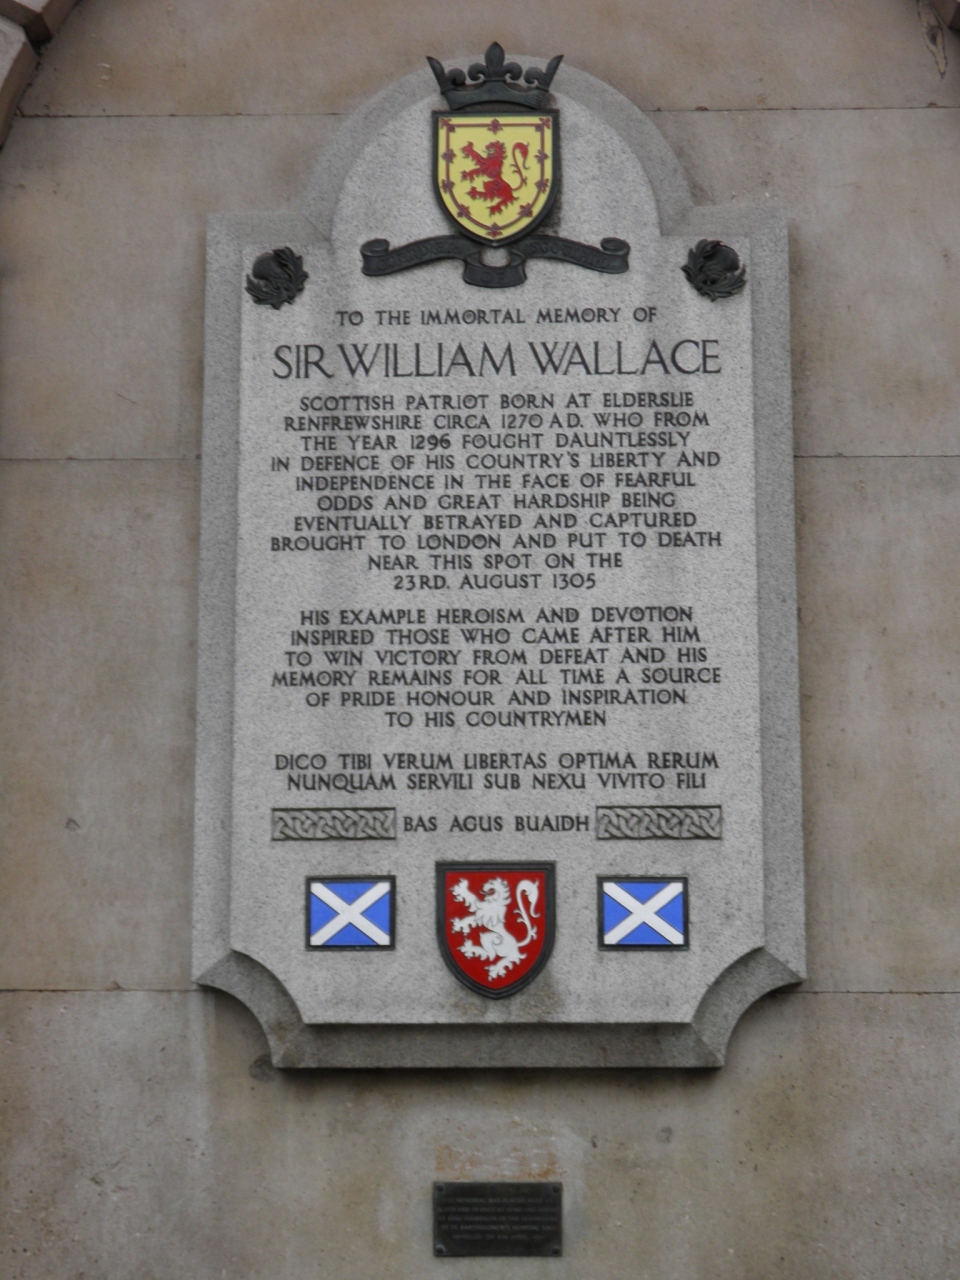 TO THE IMMORTAL MEMORY OF
SIR WILLIAM WALLACE
SCOTTISH PATRIOT BORN AT ELDERSLIE
RENFREWSHIRE CIRCA 1270 A.D. WHO FROM
THE YEAR 1296 FOUGHT DAUNTLESSLY
IN DEFENCE OF HIS COUNTRY'S LIBERTY AND
INDEPENDENCE IN THE FACE OF FEARFUL
ODDS AND GREAT HARDSHIP BEING
EVENTUALLY BETRAYED AND CAPTURED
BROUGHT TO LONDON AND PUT TO DEATH
NEAR THIS SPOT ON THE
23RD. AUGUST 1305
HIS EXAMPLE HEROISM AND DEVOTION
INSPIRED THOSE WHO CAME AFTER HIM
TO WIN VICTORY FROM DEFEAT AND HIS
MEMORY REMAINS FOR ALL TIME A SOURCE
OF PRIDE HONOUR AND INSPIRATION
TO HIS COUNTRYMEN
DICO TIBI VERUM LIBERTAS OPTIMA RERUM
NUNQUAM SERVILI SUB NEXU VIVITO FILI
BAS AGUS BUAIDH